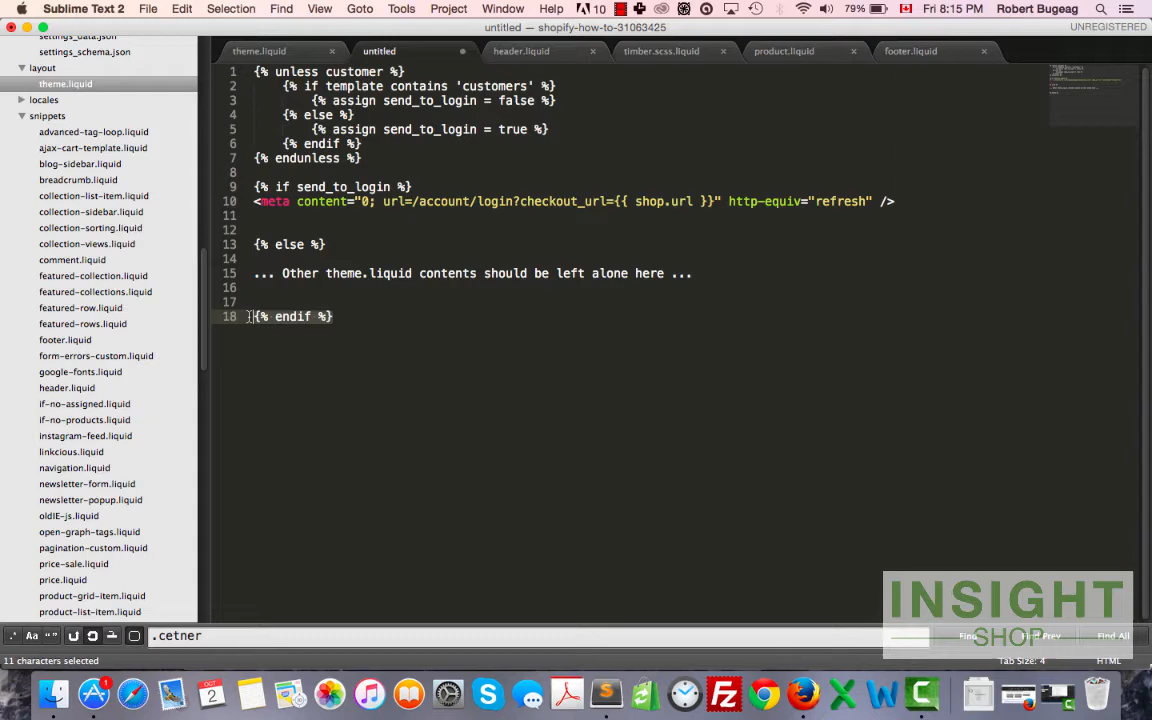 Sublime Text 2 File Edit Selection Find View Goto Tools Project Window Help 10 79% Fri 8:15 PM Robert Bugeag
untitled — shopify-how-to-31063425
UNREGISTERED
settings_data.json
settings_schema.json
layout
theme.liquid
locales
snippets
advanced-tag-loop.liquid
ajax-cart-template.liquid
blog-sidebar.liquid
breadcrumb.liquid
collection-list-item.liquid
collection-sidebar.liquid
collection-sorting.liquid
collection-views.liquid
comment.liquid
featured-collection.liquid
featured-collections.liquid
featured-row.liquid
featured-rows.liquid
footer.liquid
form-errors-custom.liquid
google-fonts.liquid
header.liquid
if-no-assigned.liquid
if-no-products.liquid
instagram-feed.liquid
linkcious.liquid
navigation.liquid
newsletter-form.liquid
newsletter-popup.liquid
oldIE-js.liquid
open-graph-tags.liquid
pagination-custom.liquid
price-sale.liquid
price.liquid
product-grid-item.liquid
product-list-item.liquid
theme.liquid × untitled header.liquid × timber.scss.liquid × product.liquid × footer.liquid ×
1 {% unless customer %}
2 {% if template contains 'customers' %}
3 {% assign send_to_login = false %}
4 {% else %}
5 {% assign send_to_login = true %}
6 {% endif %}
7 {% endunless %}
8
9 {% if send_to_login %}
10 <meta content="0; url=/account/login?checkout_url={{ shop.url }}" http-equiv="refresh" />
11
12
13 {% else %}
14
15 ... Other theme.liquid contents should be left alone here ...
16
17
18 {% endif %}
INSIGHT
SHOP
.* Aa “” .cetner Find Find Prev Find All
11 characters selected Tab Size: 4 HTML
OCT 2 1